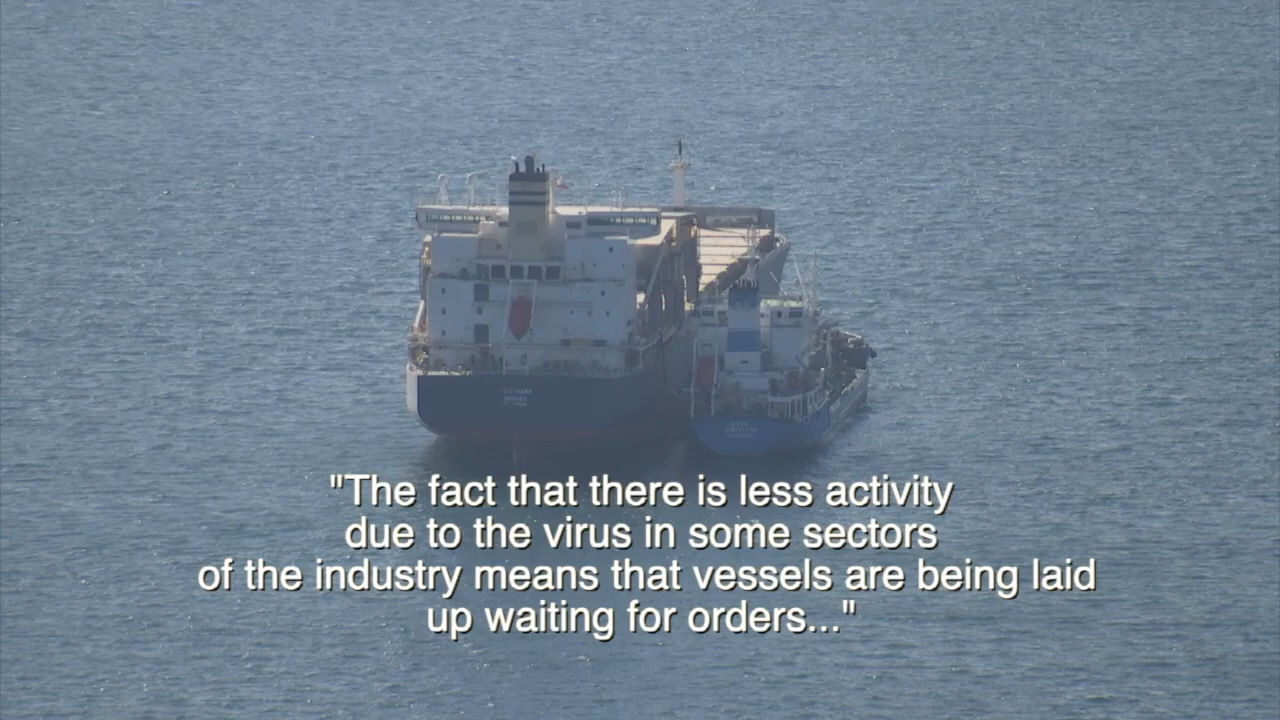 "The fact that there is less activity
due to the virus in some sectors
of the industry means that vessels are being laid
up waiting for orders..."